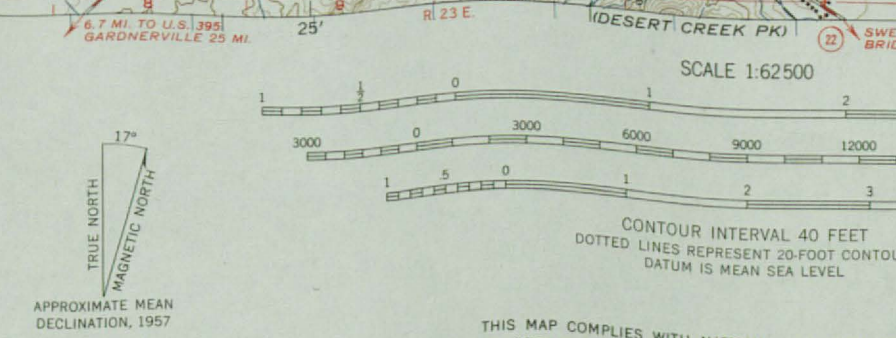 6.7 MI. TO U.S. 395
GARDNERVILLE 25 MI.
25'
R. 23 E.
(DESERT CREEK PK)
22
SCALE 1:62500
1 1/2 0 1 2
3000 0 3000 6000 9000 12000
1 .5 0 1 2 3
CONTOUR INTERVAL 40 FEET
DOTTED LINES REPRESENT 20-FOOT
DATUM IS MEAN SEA LEVEL
17°
TRUE NORTH
MAGNETIC NORTH
APPROXIMATE MEAN
DECLINATION, 1957
THIS MAP COMPLIES WITH